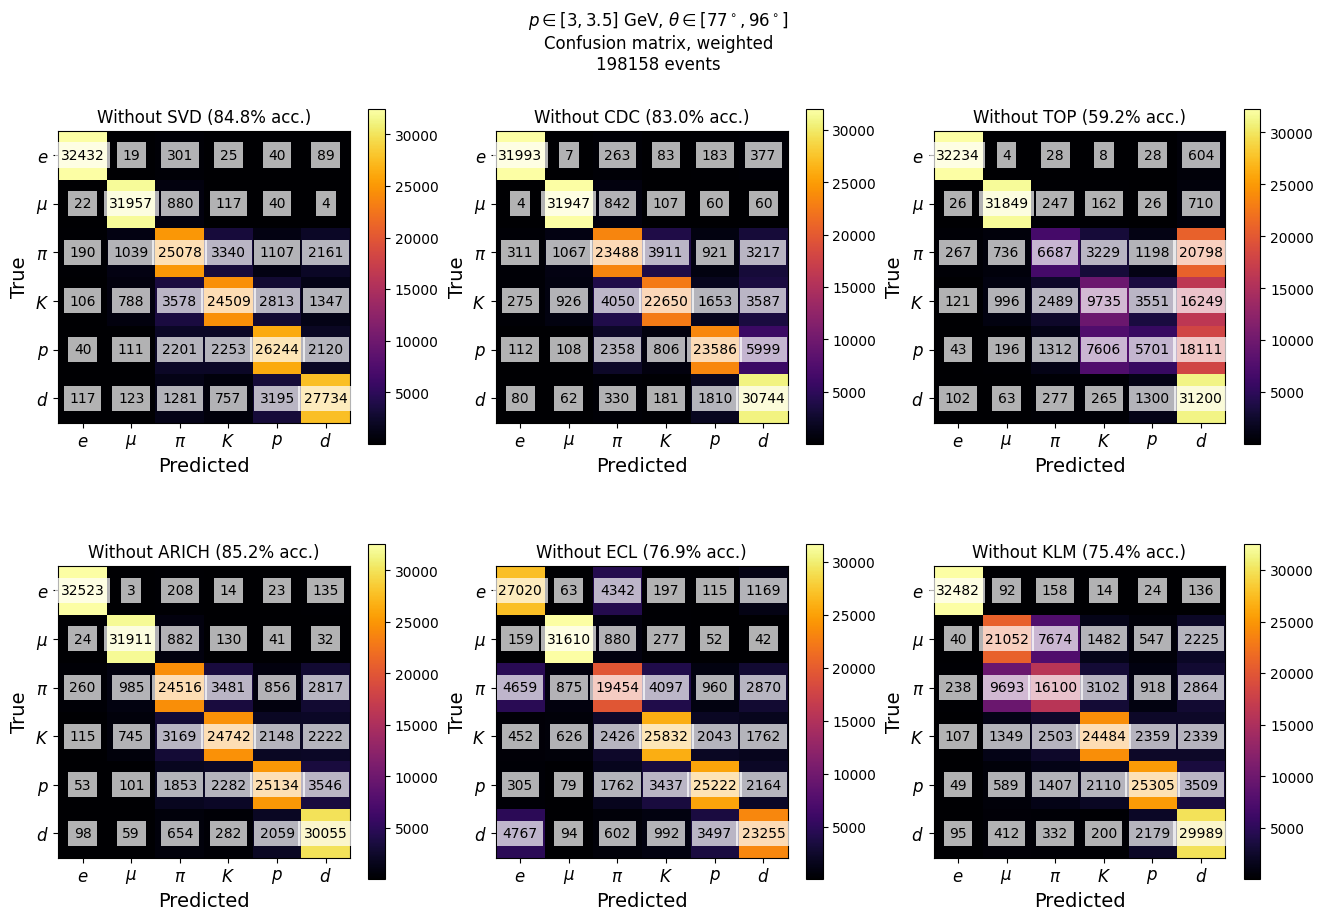 p ∈ [3, 3.5] GeV, θ ∈ [77°, 96°]
Confusion matrix, weighted
198158 events
Without SVD (84.8% acc.)
e 32432 19 301 25 40 89
μ 22 31957 880 117 40 4
π 190 1039 25078 3340 1107 2161
K 106 788 3578 24509 2813 1347
p 40 111 2201 2253 26244 2120
d 117 123 1281 757 3195 27734
e μ π K p d
Predicted
True
30000
25000
20000
15000
10000
5000
Without CDC (83.0% acc.)
e 31993 7 263 83 183 377
μ 4 31947 842 107 60 60
π 311 1067 23488 3911 921 3217
K 275 926 4050 22650 1653 3587
p 112 108 2358 806 23586 5999
d 80 62 330 181 1810 30744
e μ π K p d
Predicted
True
30000
25000
20000
15000
10000
5000
Without TOP (59.2% acc.)
e 32234 4 28 8 28 604
μ 26 31849 247 162 26 710
π 267 736 6687 3229 1198 20798
K 121 996 2489 9735 3551 16249
p 43 196 1312 7606 5701 18111
d 102 63 277 265 1300 31200
e μ π K p d
Predicted
True
30000
25000
20000
15000
10000
5000
Without ARICH (85.2% acc.)
e 32523 3 208 14 23 135
μ 24 31911 882 130 41 32
π 260 985 24516 3481 856 2817
K 115 745 3169 24742 2148 2222
p 53 101 1853 2282 25134 3546
d 98 59 654 282 2059 30055
e μ π K p d
Predicted
True
30000
25000
20000
15000
10000
5000
Without ECL (76.9% acc.)
e 27020 63 4342 197 115 1169
μ 159 31610 880 277 52 42
π 4659 875 19454 4097 960 2870
K 452 626 2426 25832 2043 1762
p 305 79 1762 3437 25222 2164
d 4767 94 602 992 3497 23255
e μ π K p d
Predicted
True
30000
25000
20000
15000
10000
5000
Without KLM (75.4% acc.)
e 32482 92 158 14 24 136
μ 40 21052 7674 1482 547 2225
π 238 9693 16100 3102 918 2864
K 107 1349 2503 24484 2359 2339
p 49 589 1407 2110 25305 3509
d 95 412 332 200 2179 29989
e μ π K p d
Predicted
True
30000
25000
20000
15000
10000
5000